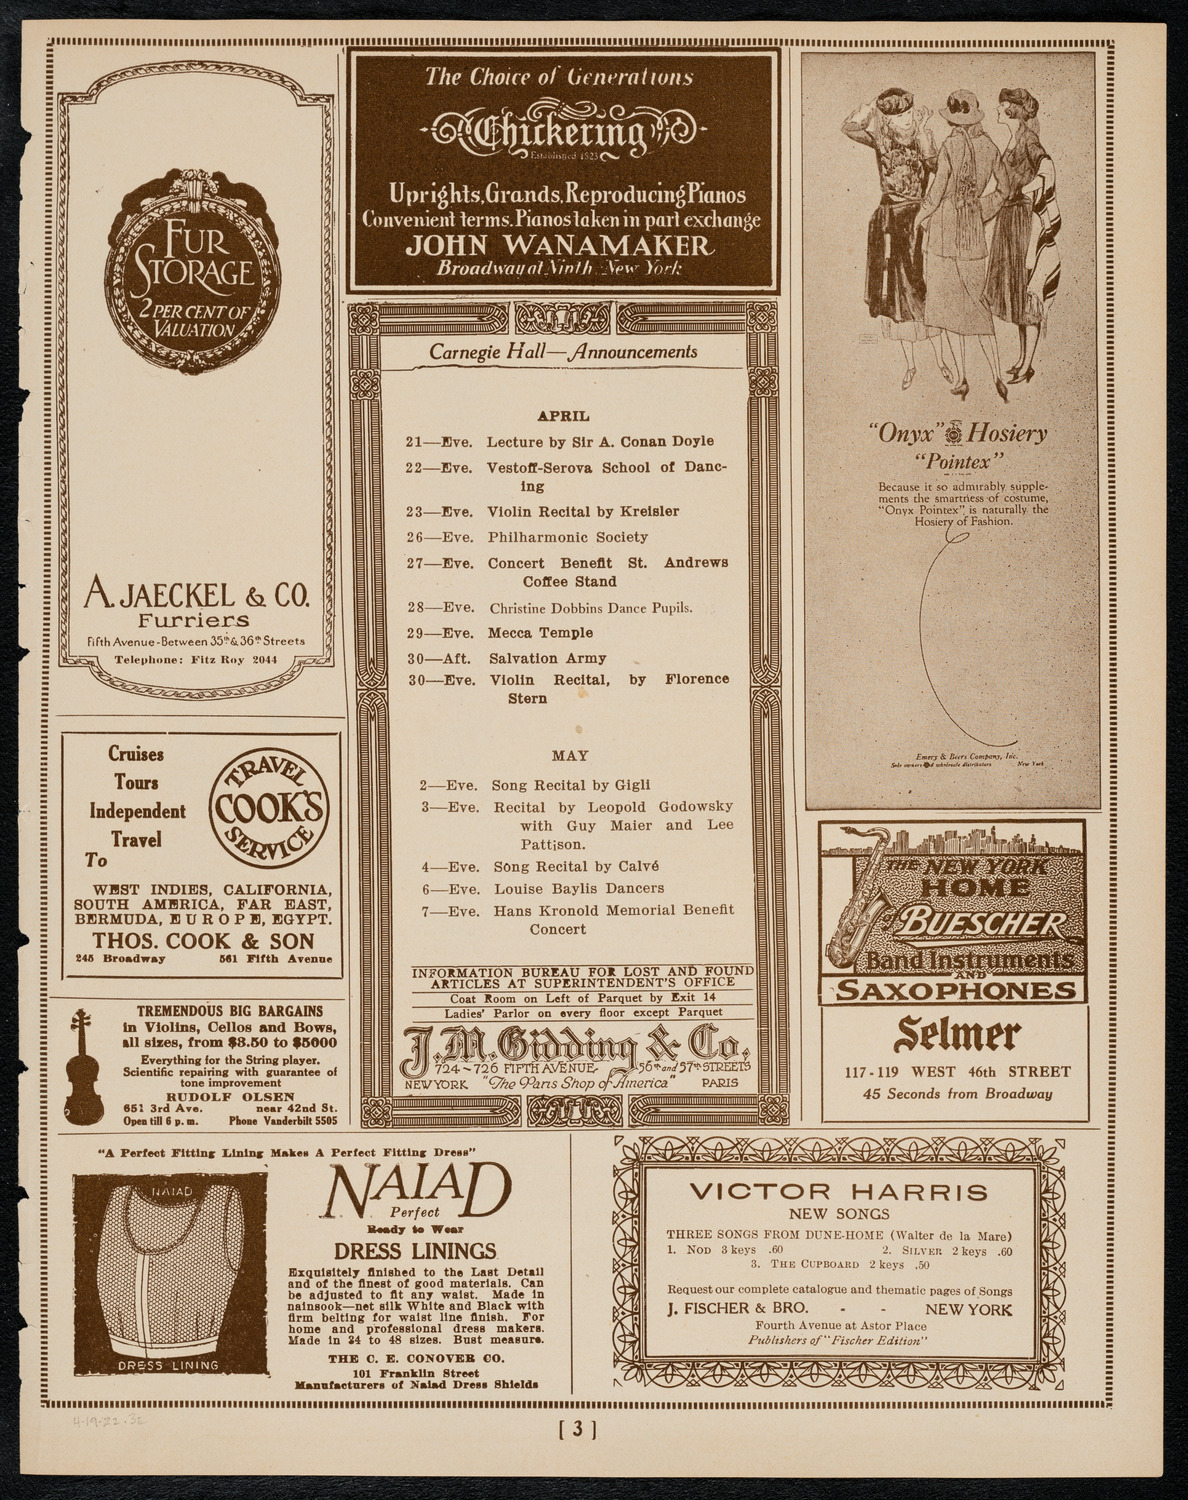 FUR
STORAGE
2 PER CENT OF
VALUATION
A. JAECKEL & CO.
Furriers
Fifth Avenue - Between 35th & 36th Streets
Telephone: Fitz Roy 2044
The Choice of Generations
Chickering
Established 1823
Uprights, Grands, Reproducing Pianos
Convenient terms. Pianos taken in part exchange
JOHN WANAMAKER
Broadway at Ninth New York
Carnegie Hall—Announcements
APRIL
21—Eve. Lecture by Sir A. Conan Doyle
22—Eve. Vestoff-Serova School of Danc-
ing
23—Eve. Violin Recital by Kreisler
26—Eve. Philharmonic Society
27—Eve. Concert Benefit St. Andrews
Coffee Stand
28—Eve. Christine Dobbins Dance Pupils.
29—Eve. Mecca Temple
30—Aft. Salvation Army
30—Eve. Violin Recital, by Florence
Stern
MAY
2—Eve. Song Recital by Gigli
3—Eve. Recital by Leopold Godowsky
with Guy Maier and Lee
Pattison.
4—Eve. Song Recital by Calvé
6—Eve. Louise Baylis Dancers
7—Eve. Hans Kronold Memorial Benefit
Concert
INFORMATION BUREAU FOR LOST AND FOUND
ARTICLES AT SUPERINTENDENT'S OFFICE
Coat Room on Left of Parquet by Exit 14
Ladies' Parlor on every floor except Parquet
J. M. Gidding & Co.
724~726 FIFTH AVENUE- 56th and 57th STREETS
NEW YORK "The Paris Shop of America" PARIS
"Onyx" Hosiery
"Pointex"
Because it so admirably supple-
ments the smartness of costume,
"Onyx Pointex" is naturally the
Hosiery of Fashion.
Emery & Beers Company, Inc.
Sole owners and wholesale distributors New York
Cruises
Tours
Independent
Travel
To
TRAVEL
COOK'S
SERVICE
WEST INDIES, CALIFORNIA,
SOUTH AMERICA, FAR EAST,
BERMUDA, EUROPE, EGYPT.
THOS. COOK & SON
245 Broadway 561 Fifth Avenue
TREMENDOUS BIG BARGAINS
in Violins, Cellos and Bows,
all sizes, from $3.50 to $5000
Everything for the String player.
Scientific repairing with guarantee of
tone improvement
RUDOLF OLSEN
651 3rd Ave. near 42nd St.
Open till 6 p. m. Phone Vanderbilt 5505
THE NEW YORK
HOME
of BUESCHER
Band Instruments
AND
SAXOPHONES
Selmer
117-119 WEST 46th STREET
45 Seconds from Broadway
"A Perfect Fitting Lining Makes A Perfect Fitting Dress"
NAIAD
DRESS LINING
NAIAD
Perfect
Ready to Wear
DRESS LININGS
Exquisitely finished to the Last Detail
and of the finest of good materials. Can
be adjusted to fit any waist. Made in
nainsook—net silk White and Black with
firm belting for waist line finish. For
home and professional dress makers.
Made in 34 to 48 sizes. Bust measure.
THE C. E. CONOVER CO.
101 Franklin Street
Manufacturers of Naiad Dress Shields
VICTOR HARRIS
NEW SONGS
THREE SONGS FROM DUNE-HOME (Walter de la Mare)
1. NOD 3 keys .60 2. SILVER 2 keys .60
3. THE CUPBOARD 2 keys .50
Request our complete catalogue and thematic pages of Songs
J. FISCHER & BRO. - - NEW YORK
Fourth Avenue at Astor Place
Publishers of "Fischer Edition"
4-19-22-3E
[ 3 ]